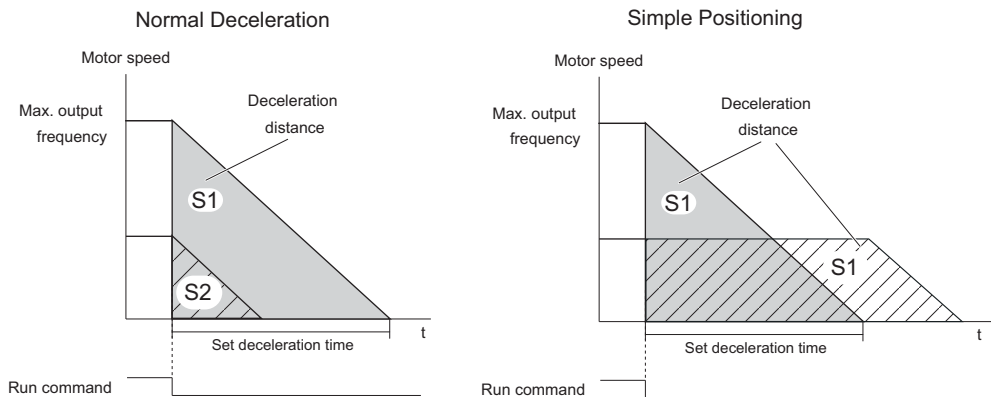 Normal Deceleration
Motor speed
Max. output
frequency
Deceleration
distance
S1
S2
t
Set deceleration time
Run command
Simple Positioning
Motor speed
Max. output
frequency
Deceleration
distance
S1
S1
t
Set deceleration time
Run command